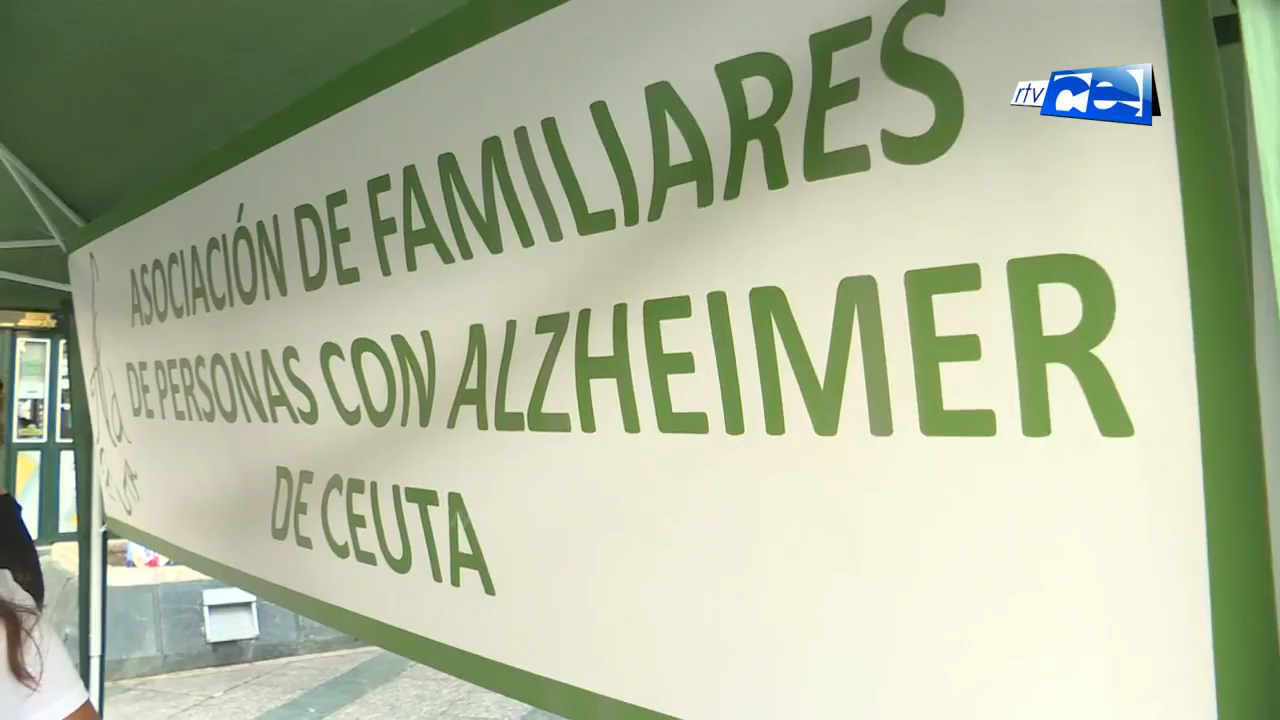 rtv ce
ASOCIACIÓN DE FAMILIARES
DE PERSONAS CON ALZHEIMER
DE CEUTA